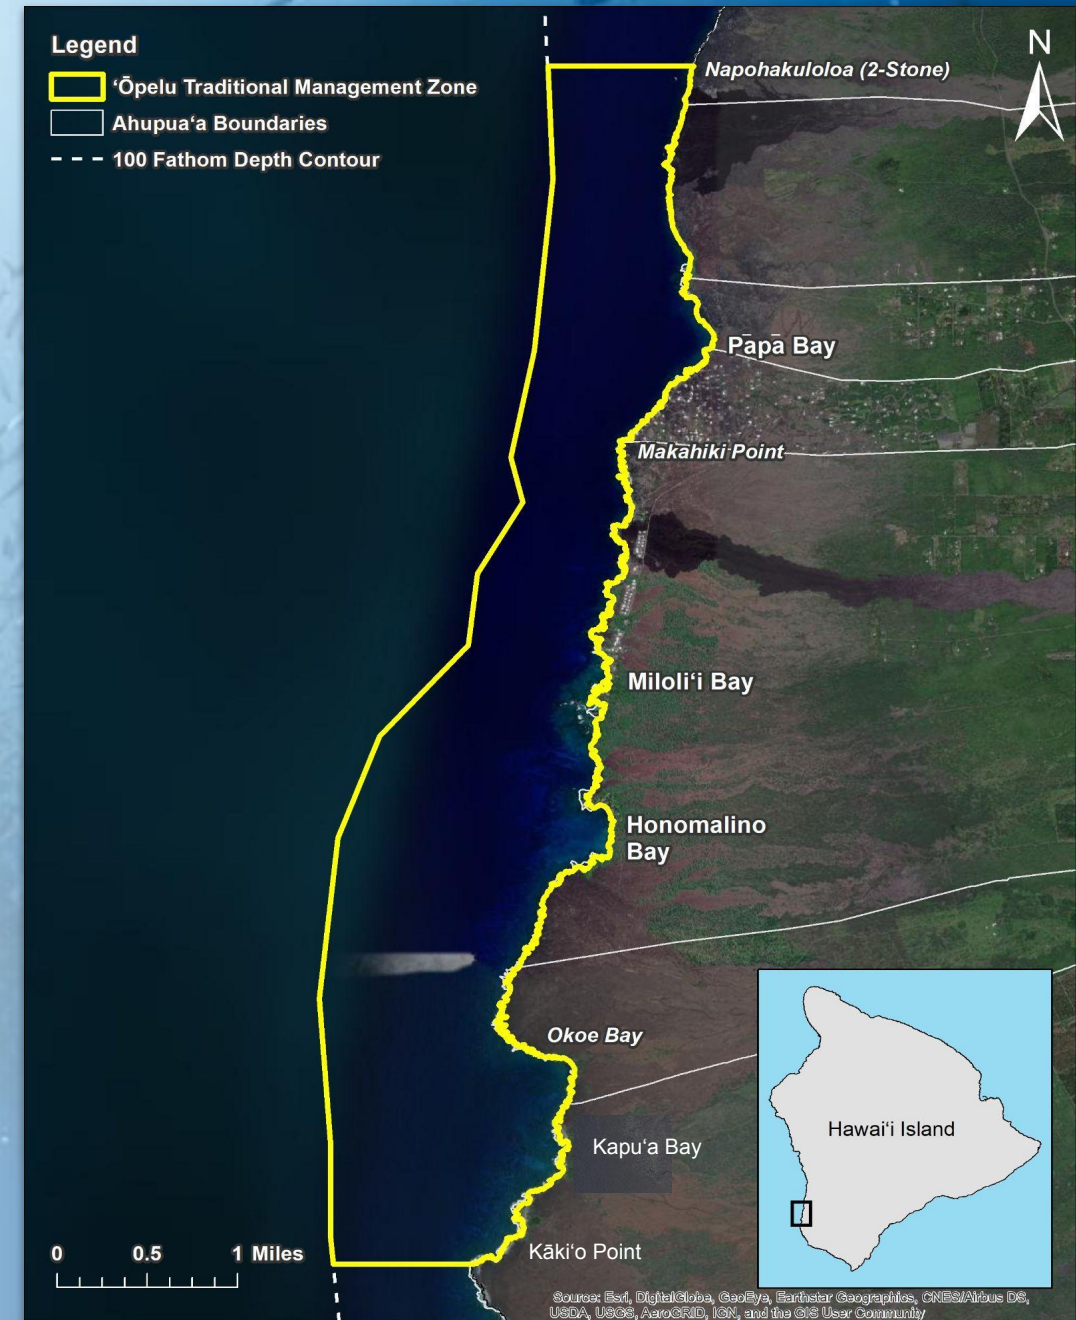 Legend
ʻŌpelu Traditional Management Zone
Ahupuaʻa Boundaries
100 Fathom Depth Contour
N
Napohakuloloa (2-Stone)
Pāpā Bay
Makahiki Point
Miloliʻi Bay
Honomalino
Bay
Okoe Bay
Kapuʻa Bay
Kākiʻo Point
Hawaiʻi Island
0 0.5 1 Miles
Source: Esri, DigitalGlobe, GeoEye, Earthstar Geographics, CNES/Airbus DS,
USDA, USGS, AeroGRID, IGN, and the GIS User Community